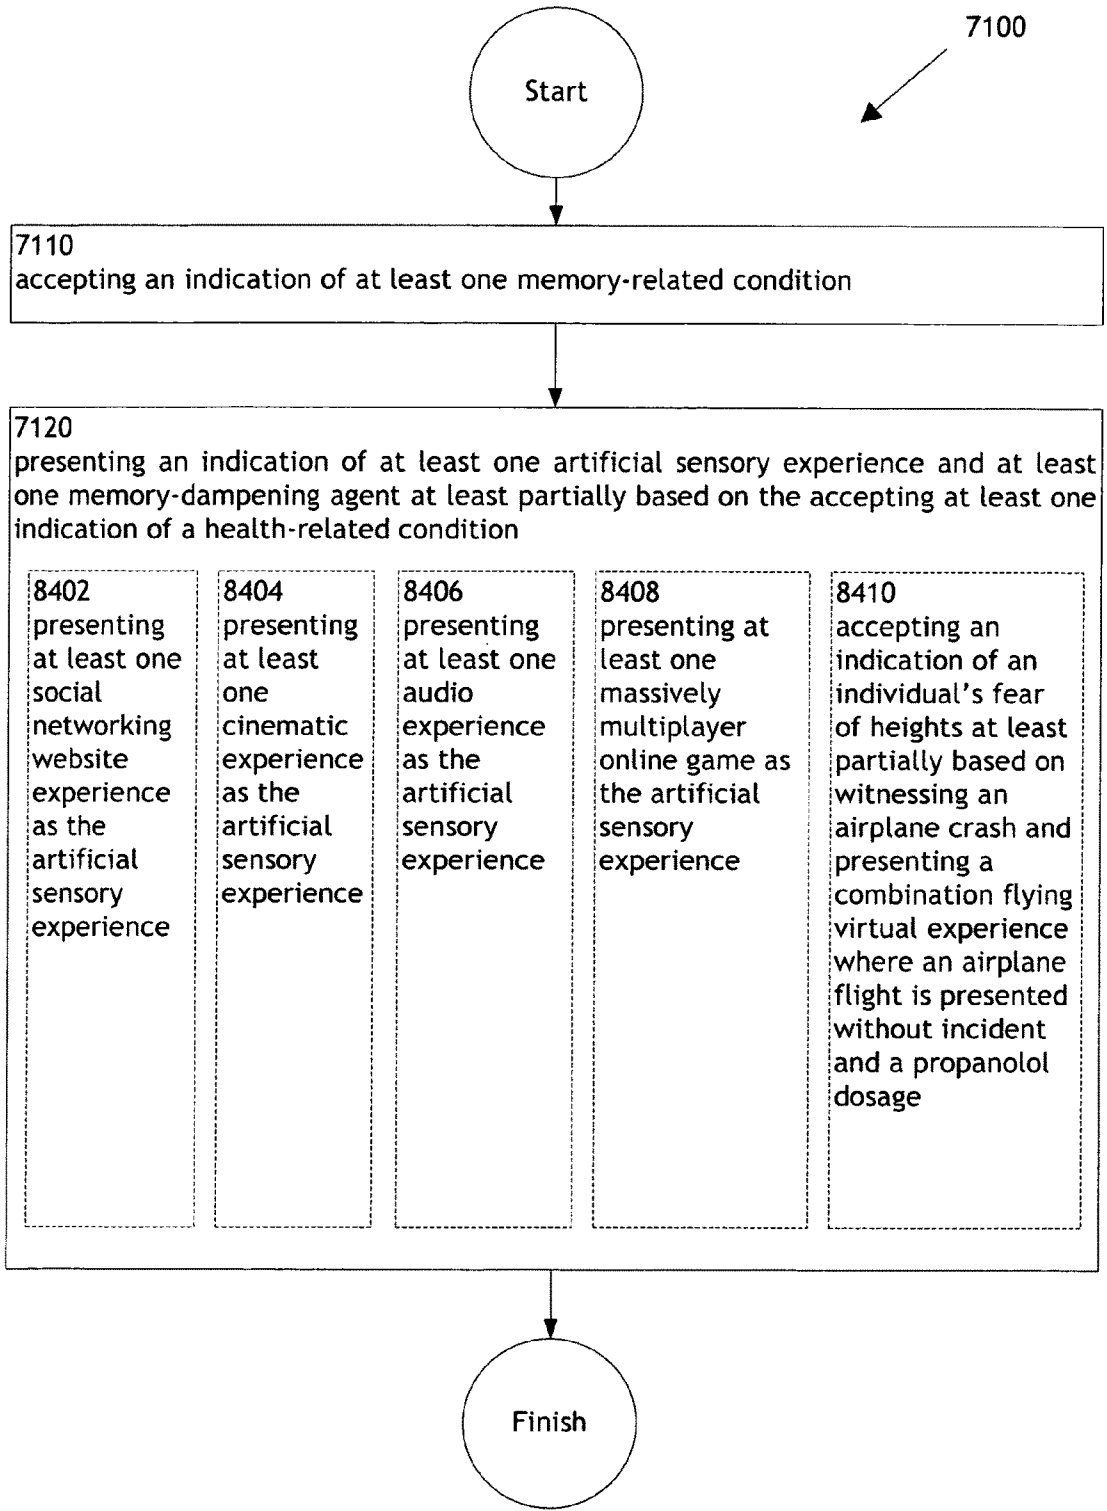 7100
Start
7110
accepting an indication of at least one memory-related condition
7120
presenting an indication of at least one artificial sensory experience and at least
one memory-dampening agent at least partially based on the accepting at least one
indication of a health-related condition
8402
presenting
at least one
social
networking
website
experience
as the
artificial
sensory
experience
8404
presenting
at least
one
cinematic
experience
as the
artificial
sensory
experience
8406
presenting
at least one
audio
experience
as the
artificial
sensory
experience
8408
presenting at
least one
massively
multiplayer
online game as
the artificial
sensory
experience
8410
accepting an
indication of an
individual's fear
of heights at least
partially based on
witnessing an
airplane crash and
presenting a
combination flying
virtual experience
where an airplane
flight is presented
without incident
and a propanolol
dosage
Finish